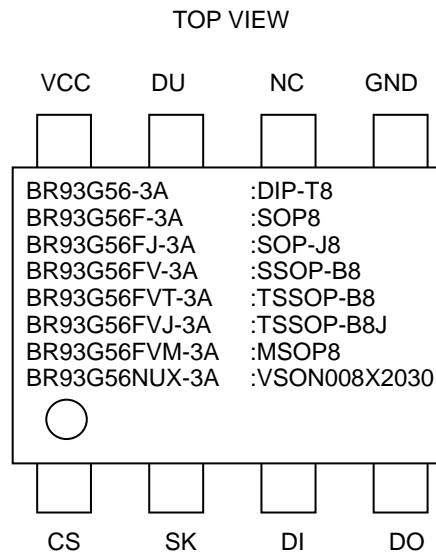 TOP VIEW
VCC DU NC GND
BR93G56-3A :DIP-T8
BR93G56F-3A :SOP8
BR93G56FJ-3A :SOP-J8
BR93G56FV-3A :SSOP-B8
BR93G56FVT-3A :TSSOP-B8
BR93G56FVJ-3A :TSSOP-B8J
BR93G56FVM-3A :MSOP8
BR93G56NUX-3A :VSON008X2030
CS SK DI DO